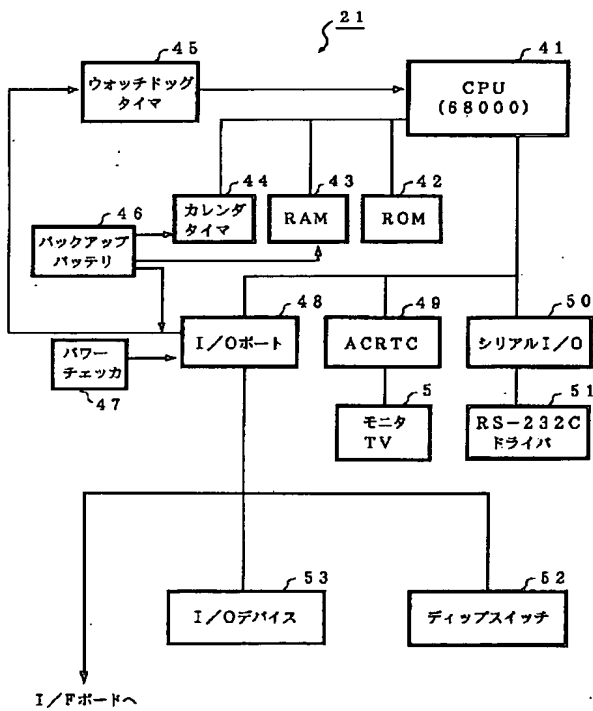 21
45
ウォッチドッグ
タイマ
41
CPU
(68000)
44
カレンダ
タイマ
43
RAM
42
ROM
46
バックアップ
バッテリ
48
I/Oポート
49
ACRTC
50
シリアルI/O
パワー
チェッカ
47
5
モニタ
TV
51
RS-232C
ドライバ
53
I/Oデバイス
52
ディップスイッチ
I/Fボードへ